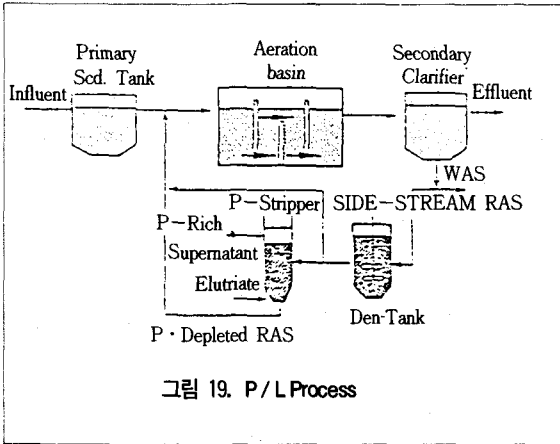 Primary
Scd. Tank
Aeration
basin
Secondary
Clarifier
Influent
Effluent
WAS
P-Stripper
SIDE-STREAM RAS
P-Rich
Supernatant
Elutriate
Den-Tank
P·Depleted RAS
그림 19. P/L Process